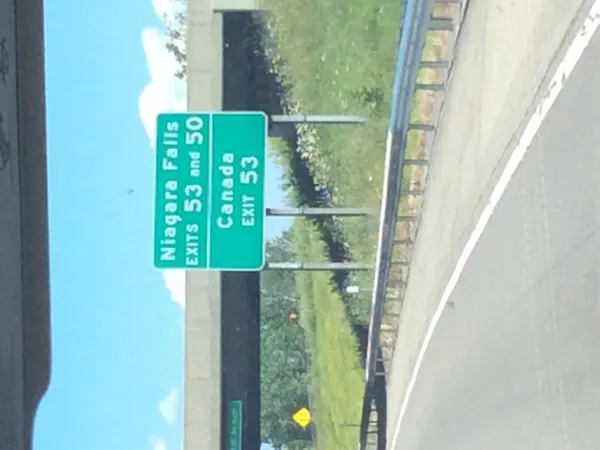 Niagara Falls
EXITS 53 and 50
Canada
EXIT 53